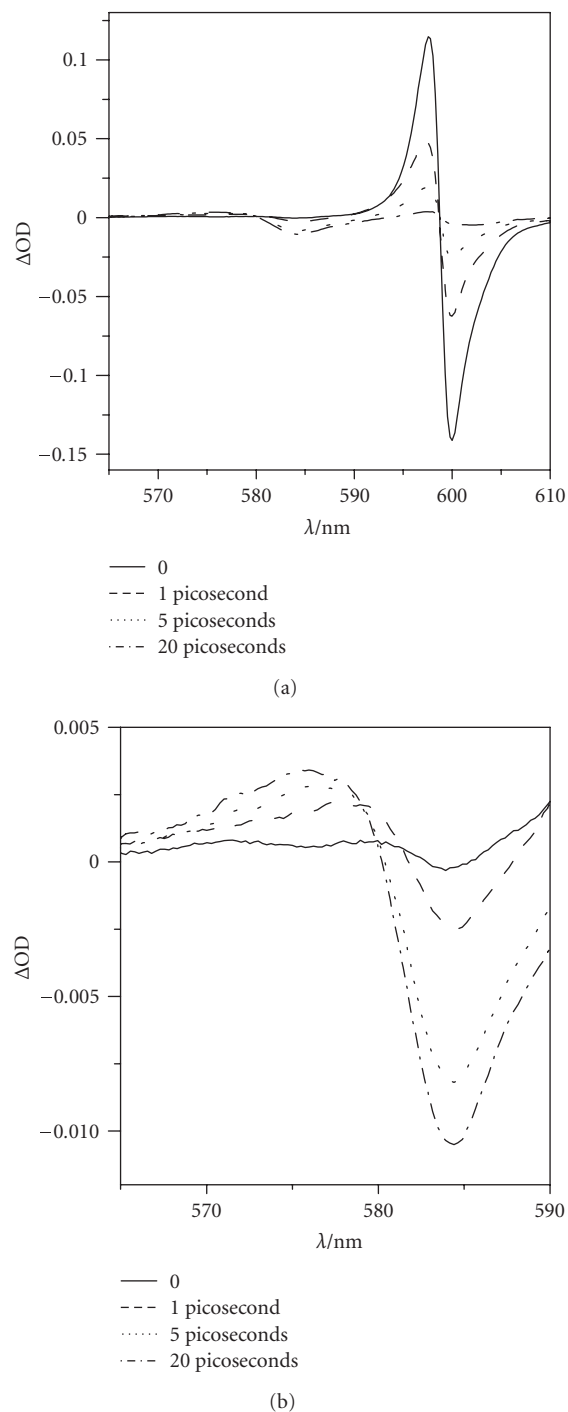 0.1
0.05
0
−0.05
−0.1
−0.15
ΔOD
570 580 590 600 610
λ/nm
0
1 picosecond
5 picoseconds
20 picoseconds
(a)
0.005
0
−0.005
−0.010
ΔOD
570 580 590
λ/nm
0
1 picosecond
5 picoseconds
20 picoseconds
(b)